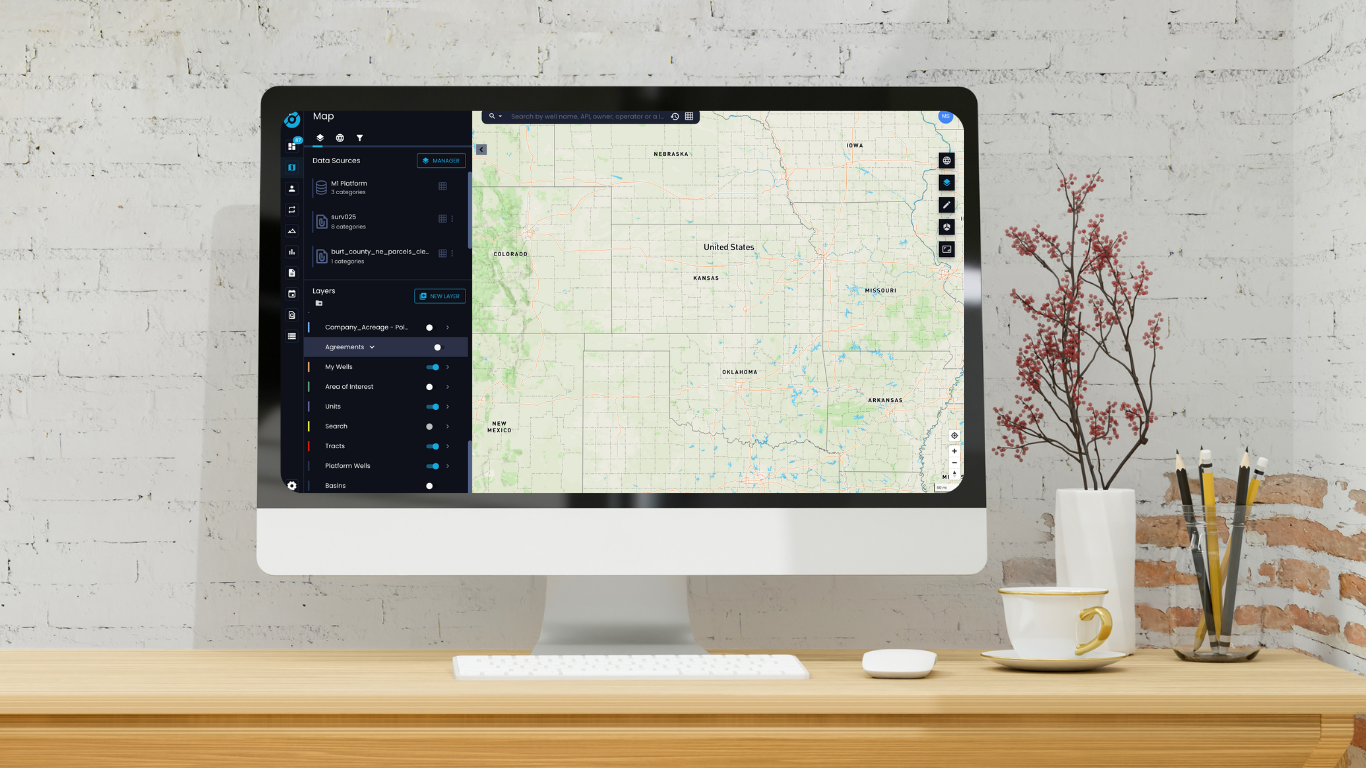 Map
Search by well name, API, owner, operator or a l...
MS
Data Sources
MANAGER
M1 Platform
3 categories
surv025
8 categories
burt_county_ne_parcels_cle...
1 categories
Layers
NEW LAYER
Company_Acreage - Pol...
Agreements
My Wells
Area of Interest
Units
Search
Tracts
Platform Wells
Basins
NEBRASKA
IOWA
United States
COLORADO
KANSAS
MISSOURI
OKLAHOMA
ARKANSAS
NEW
MEXICO